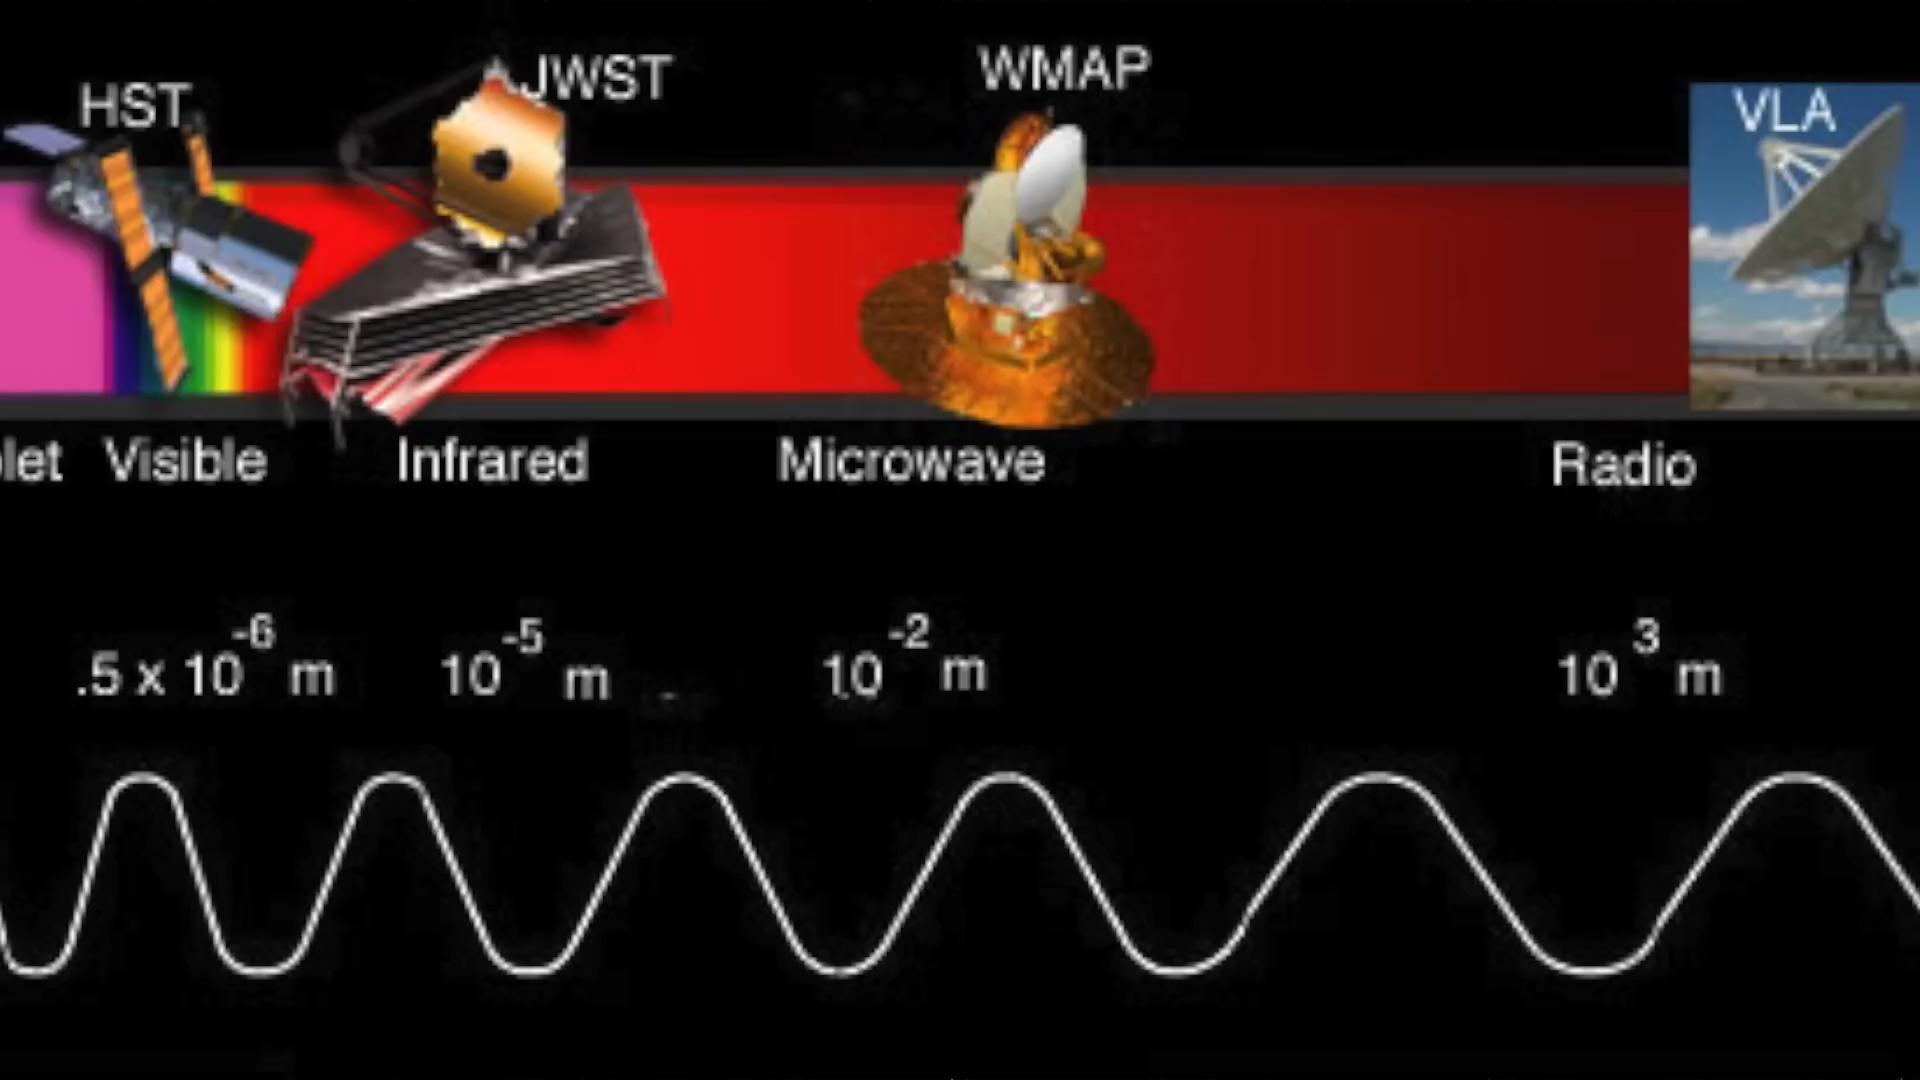 HST
JWST
WMAP
VLA
let Visible Infrared Microwave Radio
.5 x 10⁻⁶ m 10⁻⁵ m 10⁻² m 10³ m